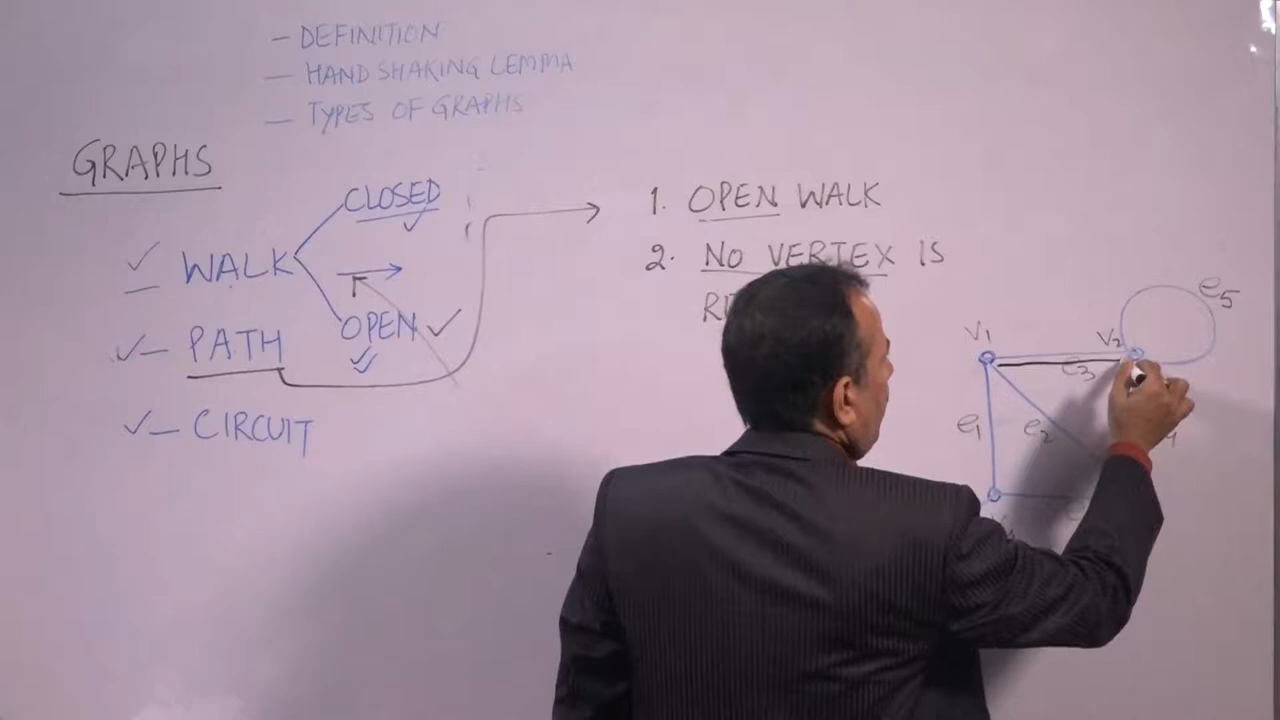 — DEFINITION
— HAND SHAKING LEMMA
— TYPES OF GRAPHS
GRAPHS
CLOSED
WALK
OPEN
— PATH
— CIRCUIT
1. OPEN WALK
2. NO VERTEX IS
e5
V1
V2
e3
e1
e2